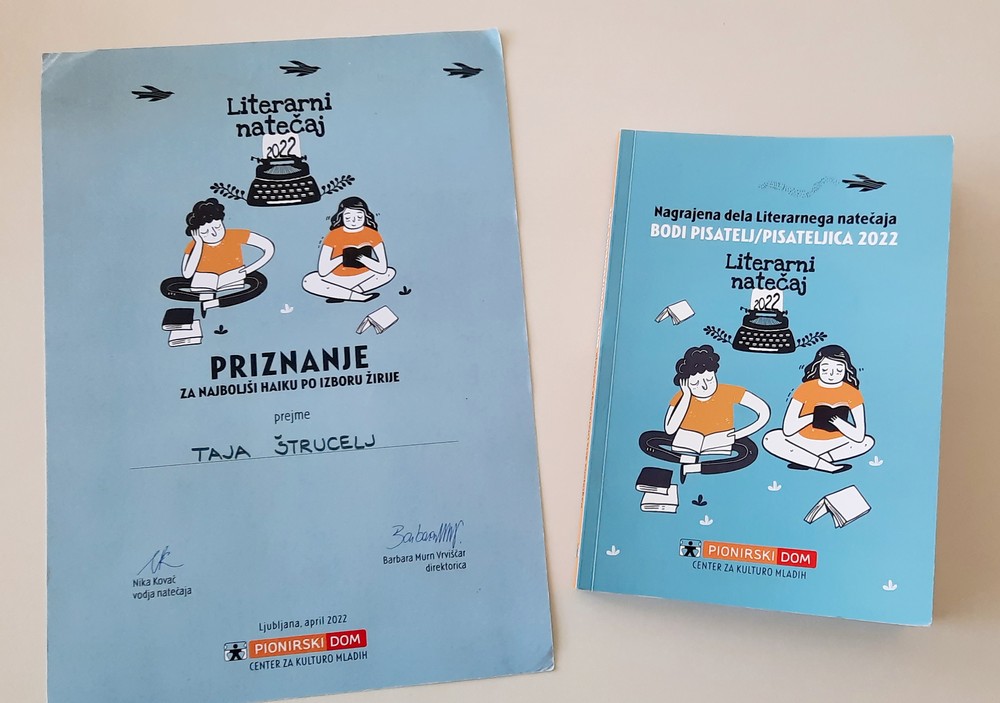 Literarni
natečaj
2022
PRIZNANJE
ZA NAJBOLJŠI HAIKU PO IZBORU ŽIRIJE
prejme
TAJA ŠTRUCELJ
Nika Kovač
vodja natečaja
Barbara Murn Vrviščar
direktorica
Ljubljana, april 2022
PIONIRSKI DOM
CENTER ZA KULTURO MLADIH
Nagrajena dela Literarnega natečaja
BODI PISATELJ/PISATELJICA 2022
Literarni
natečaj
2022
PIONIRSKI DOM
CENTER ZA KULTURO MLADIH